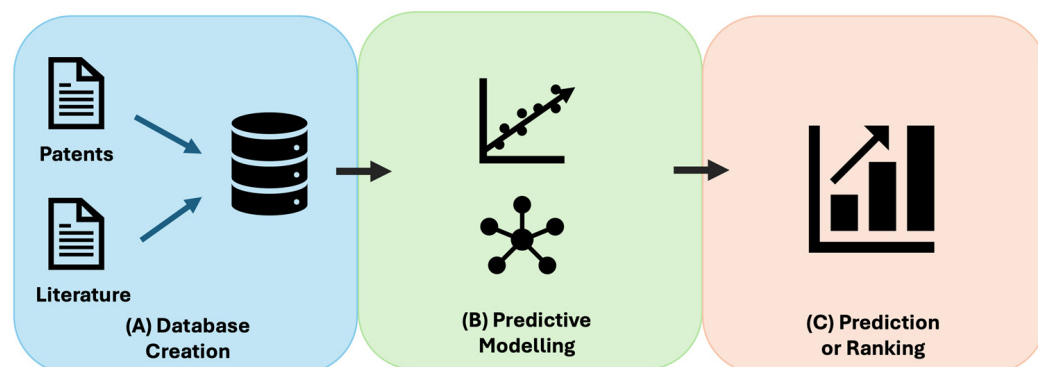 Patents
Literature
(A) Database
Creation
(B) Predictive
Modelling
(C) Prediction
or Ranking